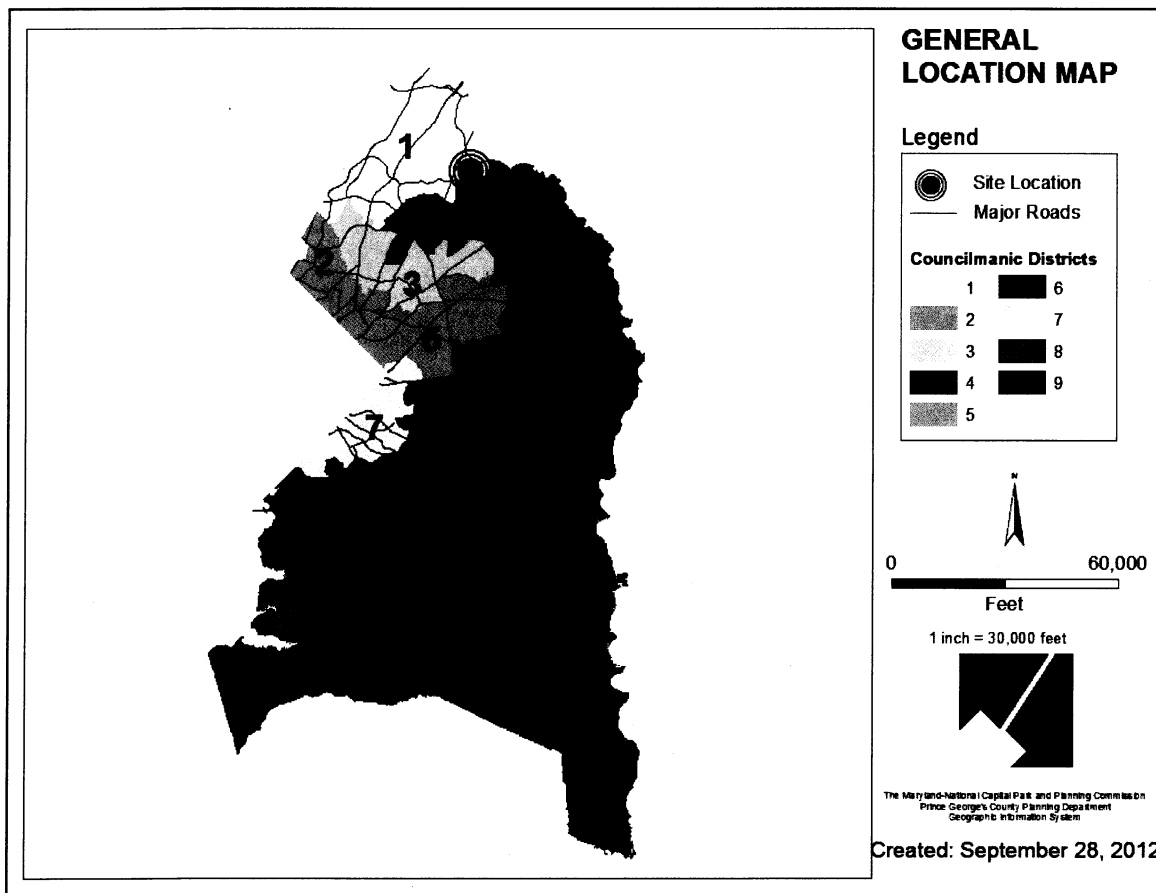 GENERAL
LOCATION MAP
Legend
Site Location
Major Roads
Councilmanic Districts
1 6
2 7
3 8
4 9
5
1
2
3
5
7
N
0 60,000
Feet
1 inch = 30,000 feet
The Maryland-National Capital Park and Planning Commission
Prince George's County Planning Department
Geographic Information System
Created: September 28, 2012